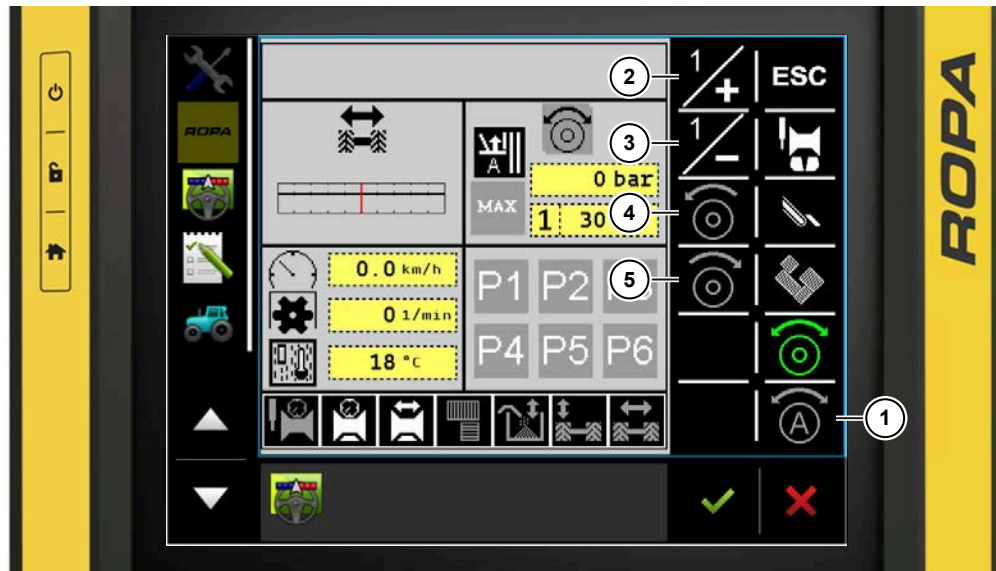 ROPA
ROPA
1/+
ESC
2
1/-
3
A
0 bar
MAX
1 30
4
0.0 km/h
P1 P2
5
0 1/min
18 °C
P4 P5 P6
A
1